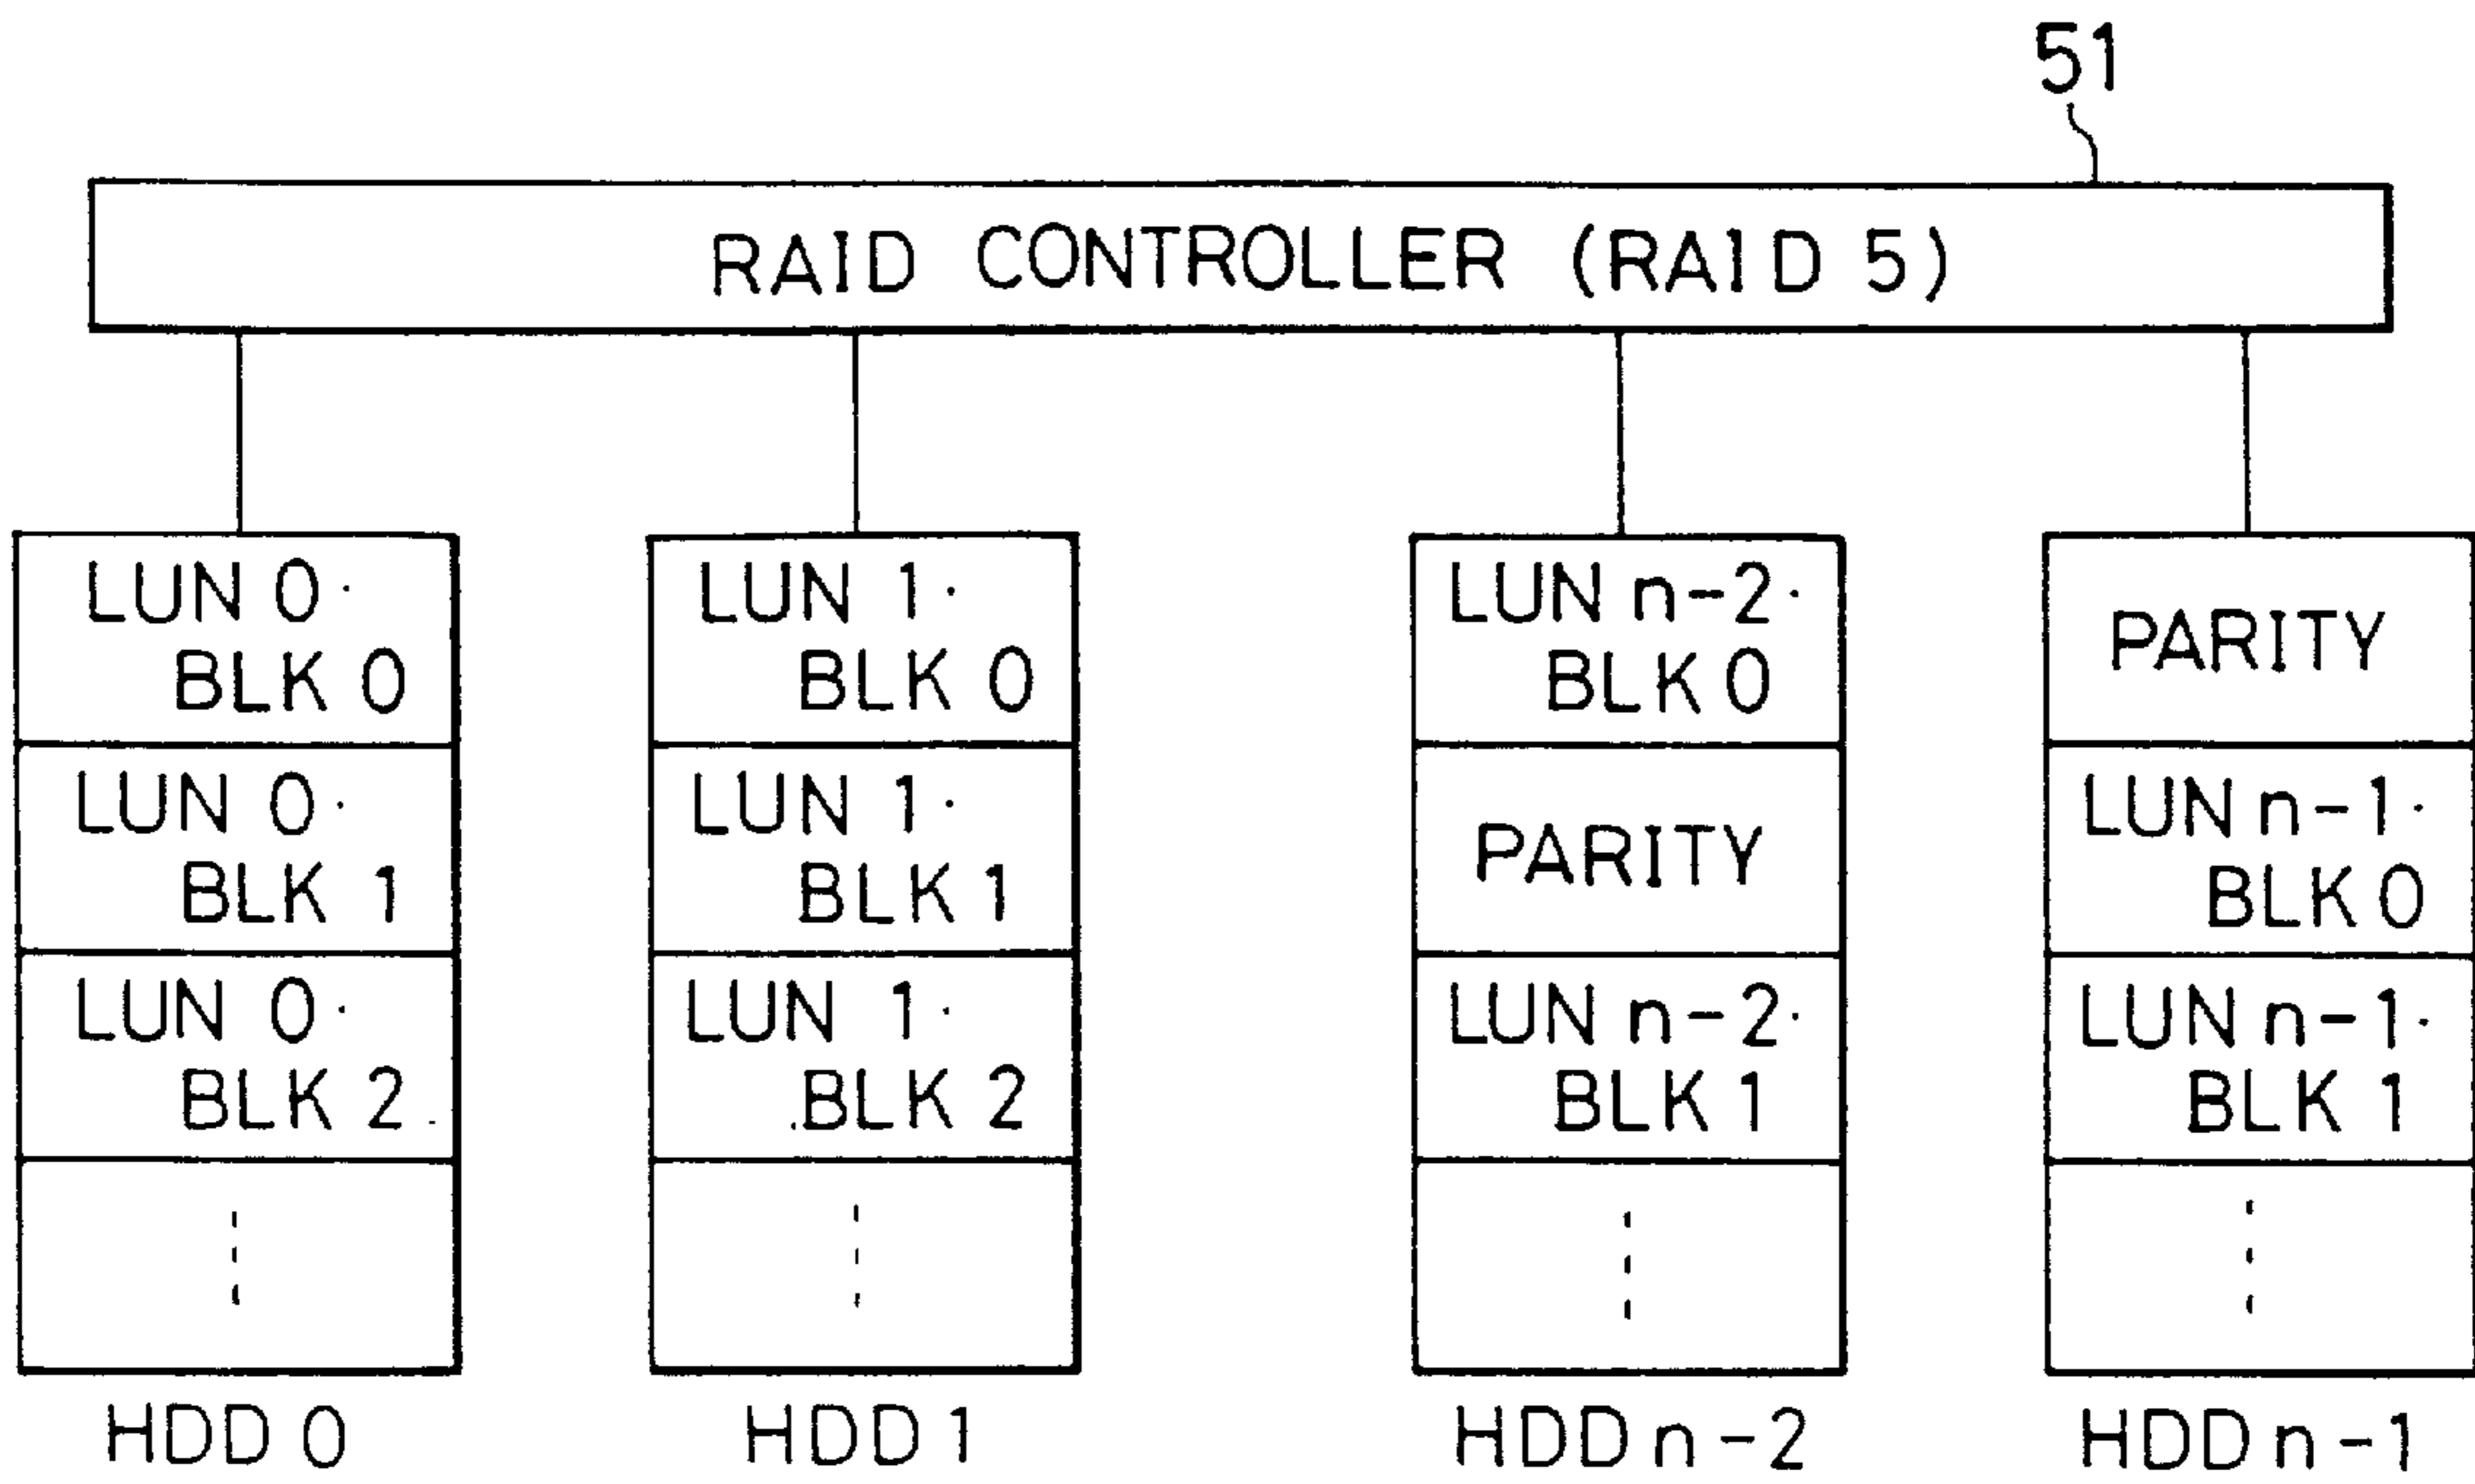 51
RAID CONTROLLER (RAID 5)
LUN 0·
BLK 0
LUN 0·
BLK 1
LUN 0·
BLK 2
HDD 0
LUN 1·
BLK 0
LUN 1·
BLK 1
LUN 1·
BLK 2
HDD 1
LUN n-2·
BLK 0
PARITY
LUN n-2·
BLK 1
HDD n-2
PARITY
LUN n-1·
BLK 0
LUN n-1·
BLK 1
HDD n-1